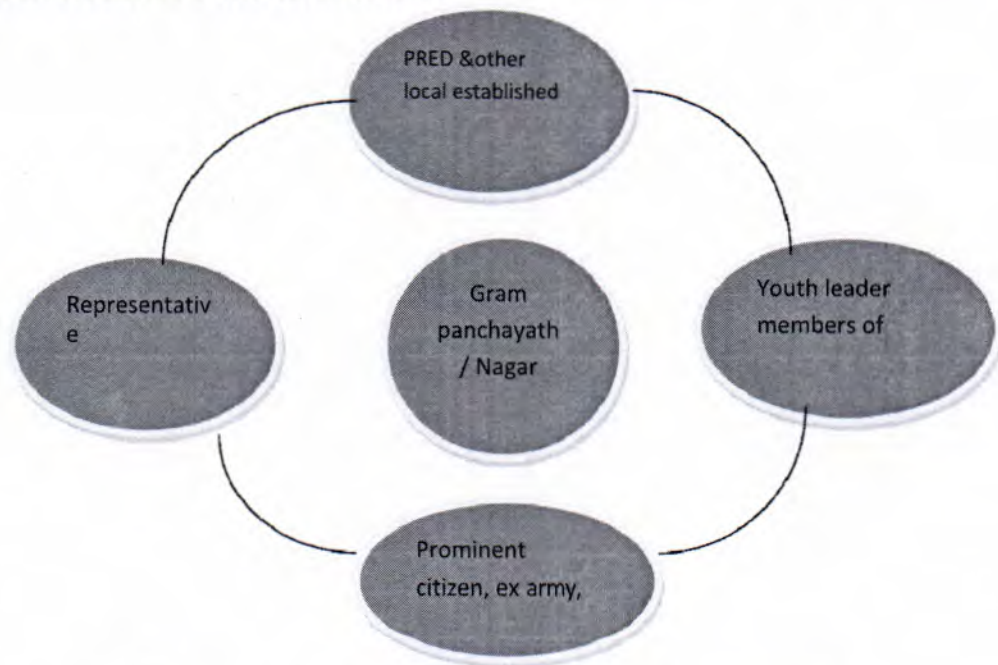 PRED &other
local established
Representativ
e
Gram
panchayath
/ Nagar
Youth leader
members of
Prominent
citizen, ex army,